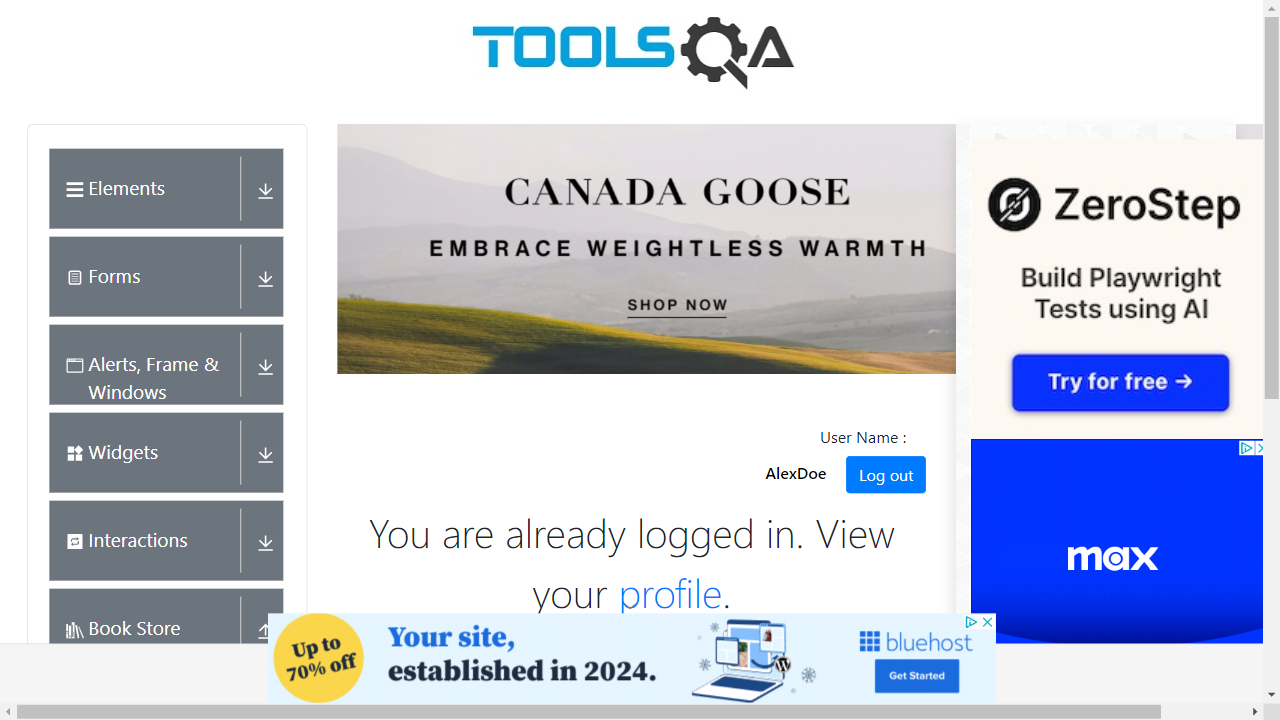 TOOLSQA
Elements
Forms
Alerts, Frame &
Windows
Widgets
Interactions
Book Store
CANADA GOOSE
EMBRACE WEIGHTLESS WARMTH
SHOP NOW
User Name :
AlexDoe
Log out
You are already logged in. View
your profile.
ZeroStep
Build Playwright
Tests using AI
Try for free →
max
Up to
70% off
Your site,
established in 2024.
bluehost
Get Started